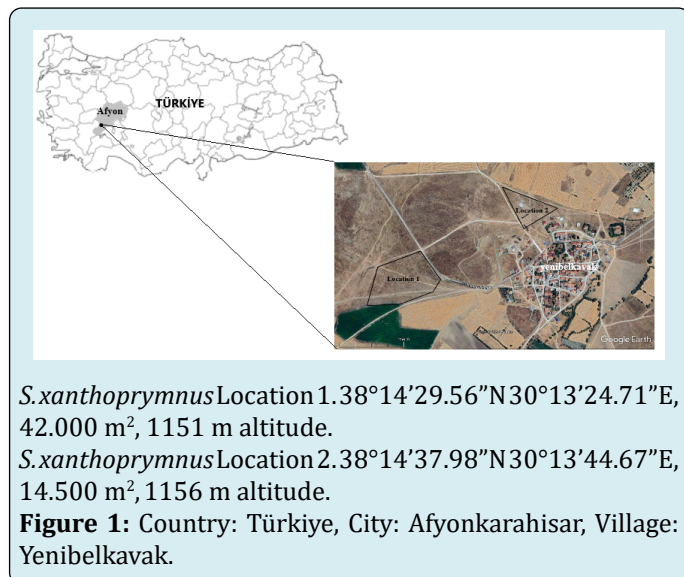 Afyon
TÜRKİYE
Location 2
yenibelkavak
Location 1
Google Earth
S.xanthoprymnus Location 1. 38°14’29.56”N 30°13’24.71”E,
42.000 m², 1151 m altitude.
S.xanthoprymnus Location 2. 38°14’37.98”N 30°13’44.67”E,
14.500 m², 1156 m altitude.
Figure 1: Country: Türkiye, City: Afyonkarahisar, Village:
Yenibelkavak.